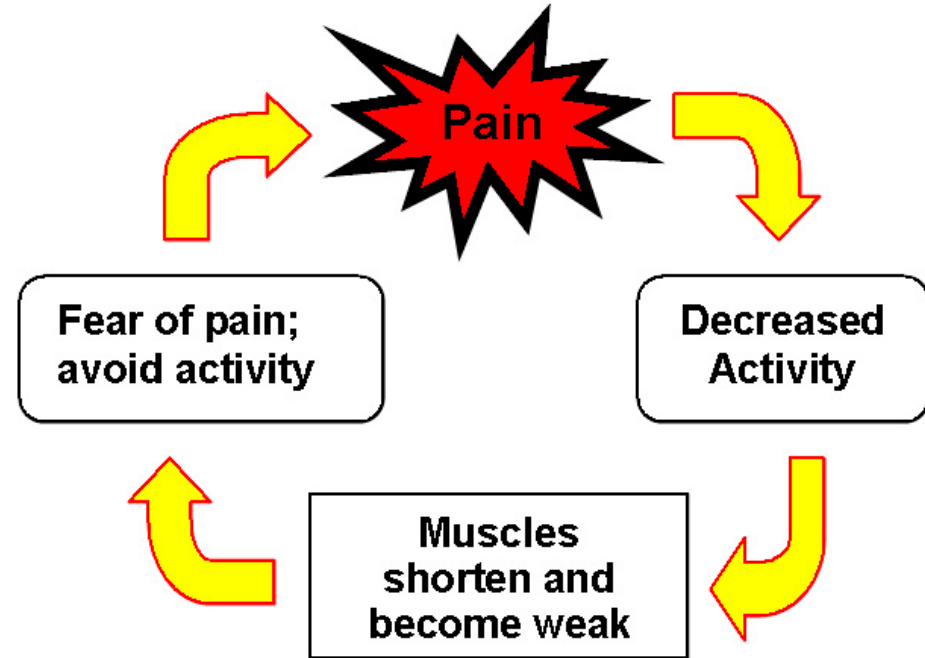 Pain
Decreased
Activity
Muscles
shorten and
become weak
Fear of pain;
avoid activity